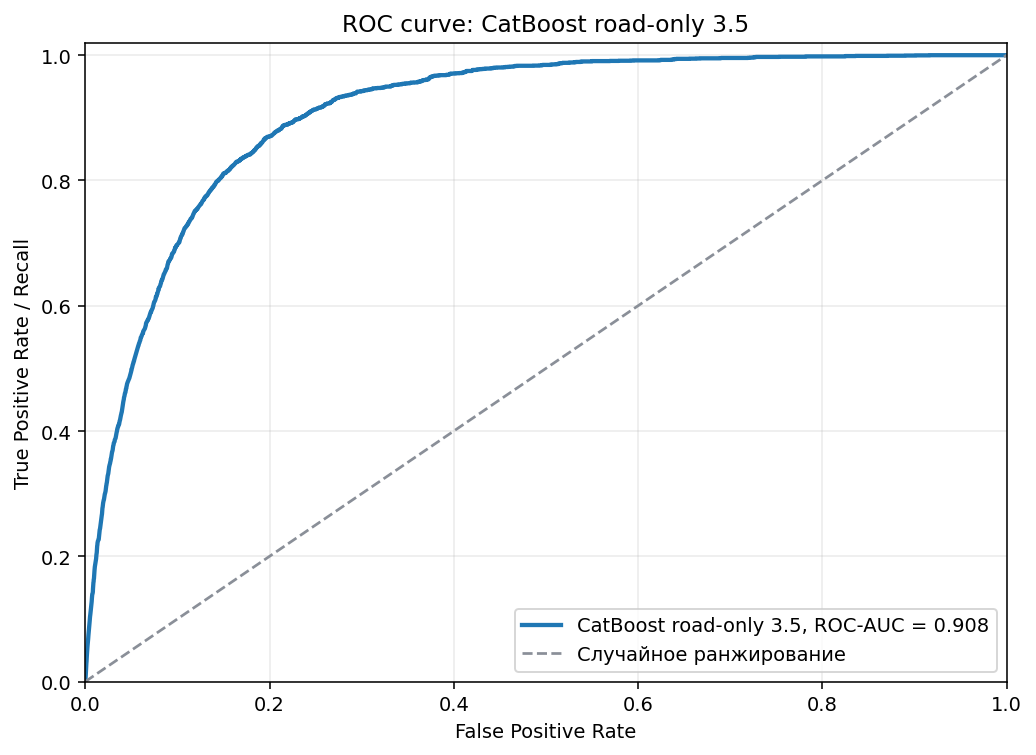 ROC curve: CatBoost road-only 3.5
True Positive Rate / Recall
1.0
0.8
0.6
0.4
0.2
0.0
CatBoost road-only 3.5, ROC-AUC = 0.908
Случайное ранжирование
0.0 0.2 0.4 0.6 0.8 1.0
False Positive Rate